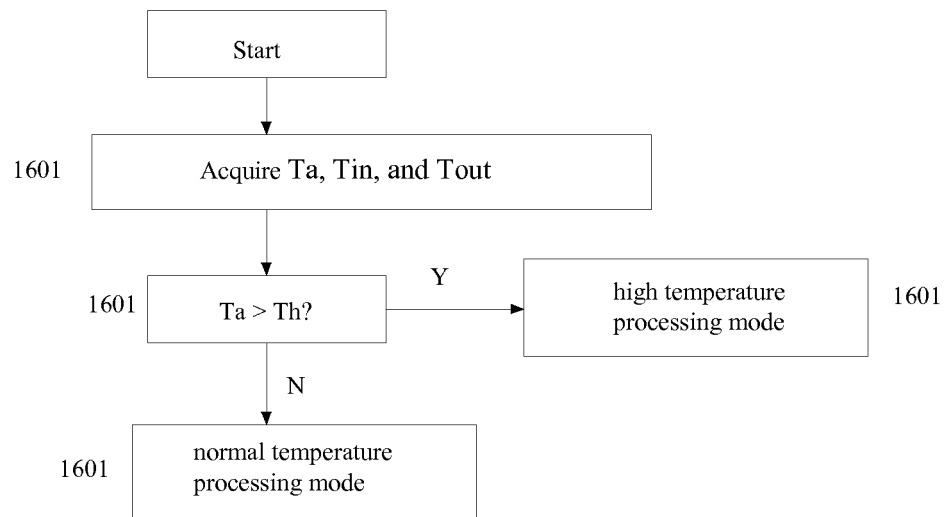 Start
1601
Acquire Ta, Tin, and Tout
1601
Ta > Th?
Y
high temperature
processing mode
1601
N
1601
normal temperature
processing mode